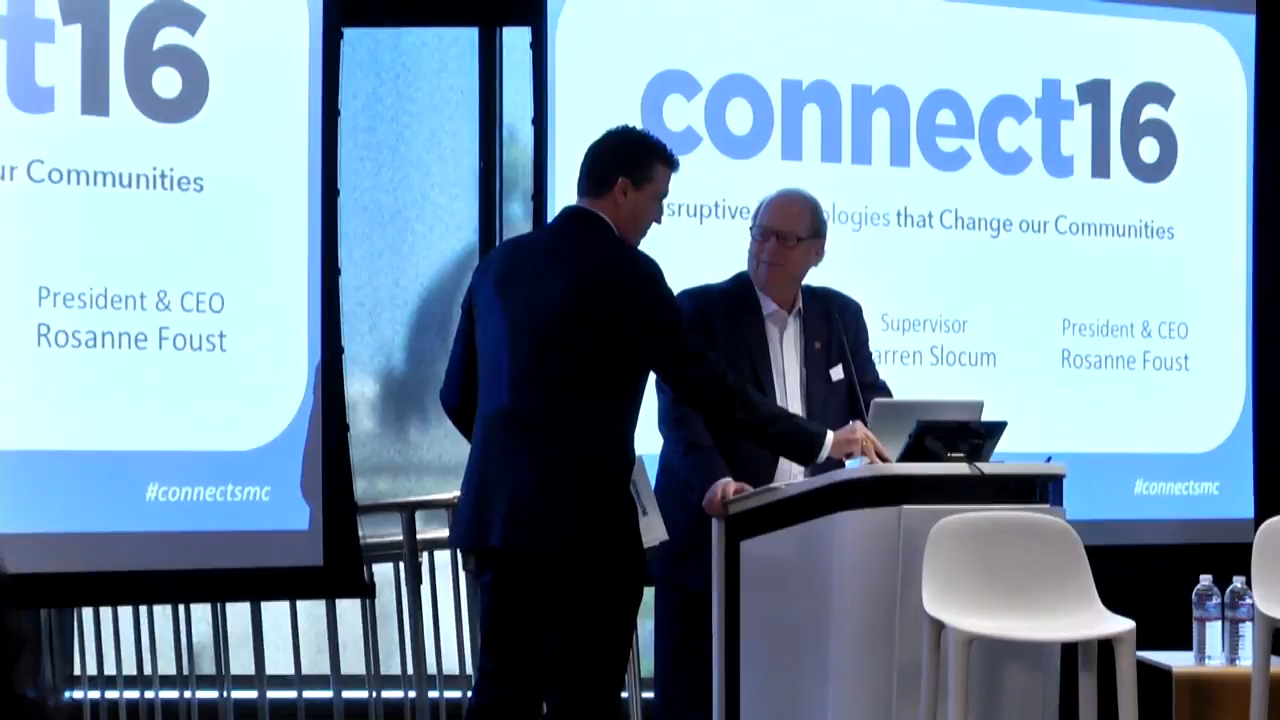 t16
ur Communities
President & CEO
Rosanne Foust
#connectsmc
connect16
sruptive ologies that Change our Communities
Supervisor
arren Slocum
President & CEO
Rosanne Foust
#connectsmc